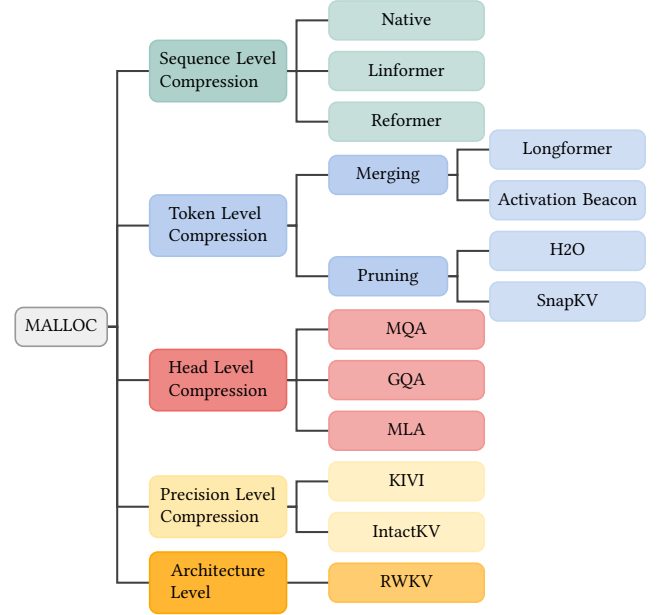 MALLOC
Sequence Level
Compression
Native
Linformer
Reformer
Token Level
Compression
Merging
Longformer
Activation Beacon
Pruning
H2O
SnapKV
Head Level
Compression
MQA
GQA
MLA
Precision Level
Compression
KIVI
IntactKV
Architecture
Level
RWKV